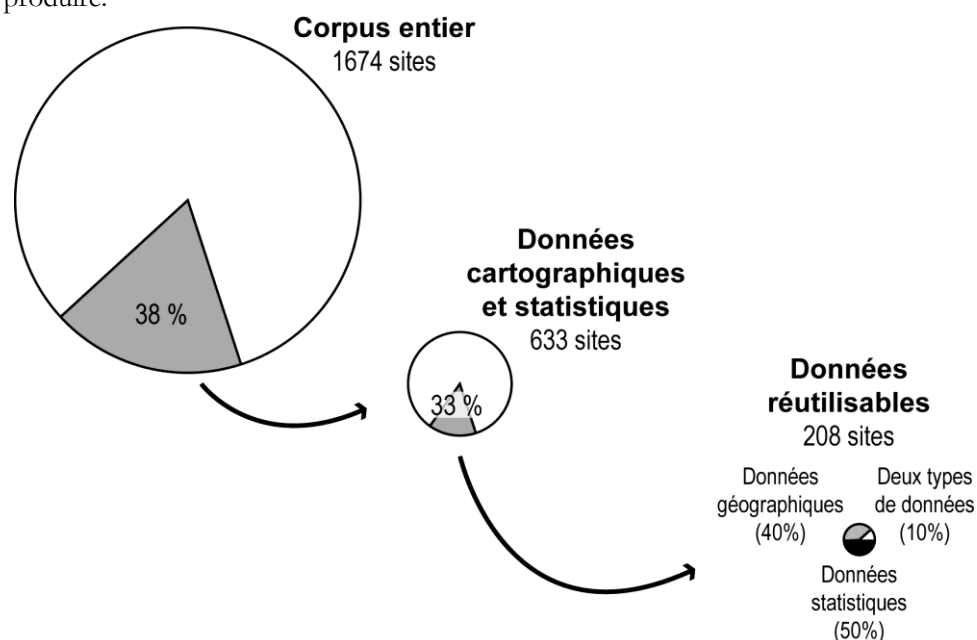 produire.
Corpus entier
1674 sites
38 %
Données
cartographiques
et statistiques
633 sites
33 %
Données
réutilisables
208 sites
Données
géographiques
(40%)
Deux types
de données
(10%)
Données
statistiques
(50%)